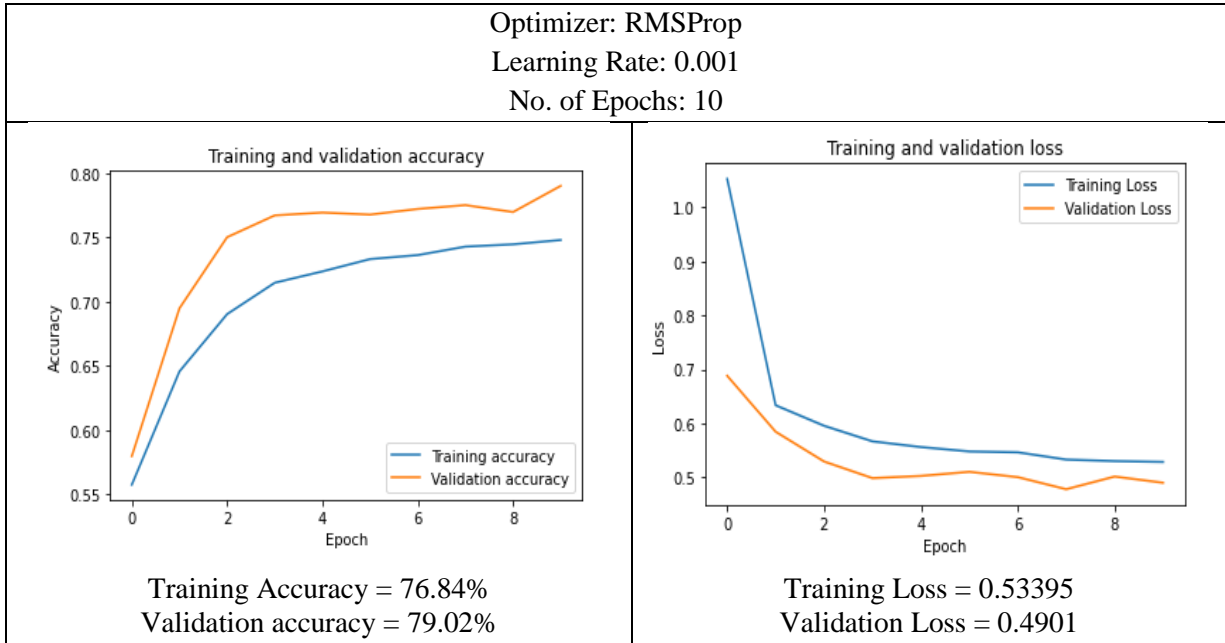 Optimizer: RMSProp
Learning Rate: 0.001
No. of Epochs: 10
Training and validation accuracy
0.80
0.75
0.70
0.65
0.60
0.55
Accuracy
0 2 4 6 8
Epoch
Training accuracy
Validation accuracy
Training Accuracy = 76.84%
Validation accuracy = 79.02%
Training and validation loss
1.0
0.9
0.8
0.7
0.6
0.5
Loss
0 2 4 6 8
Epoch
Training Loss
Validation Loss
Training Loss = 0.53395
Validation Loss = 0.4901